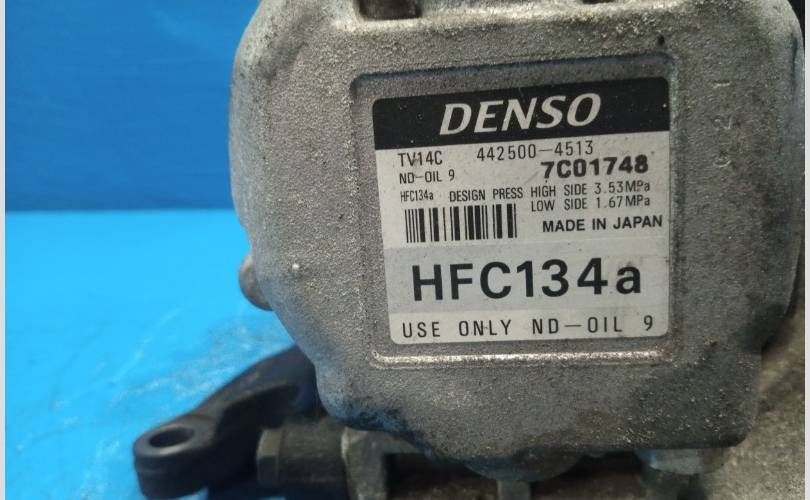 DENSO
TV14C 442500-4513
ND-OIL 9 7C01748
HFC134a DESIGN PRESS HIGH SIDE 3.53MPa
LOW SIDE 1.67MPa
MADE IN JAPAN
HFC134a
USE ONLY ND-OIL 9